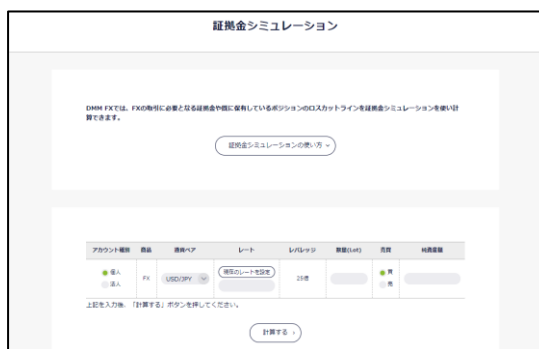 証拠金シミュレーション
DMM FXでは、FXの取引に必要となる証拠金や既に保有しているポジションのロスカットラインを証拠金シミュレーションを使い計
算できます。
証拠金シミュレーションの使い方
アカウント種別 商品 通貨ペア レート レバレッジ 数量(Lot) 売買 純資産額
個人 FX USD/JPY 現在のレートを設定 25倍 買
法人 売
上記を入力後、「計算する」ボタンを押してください。
計算する